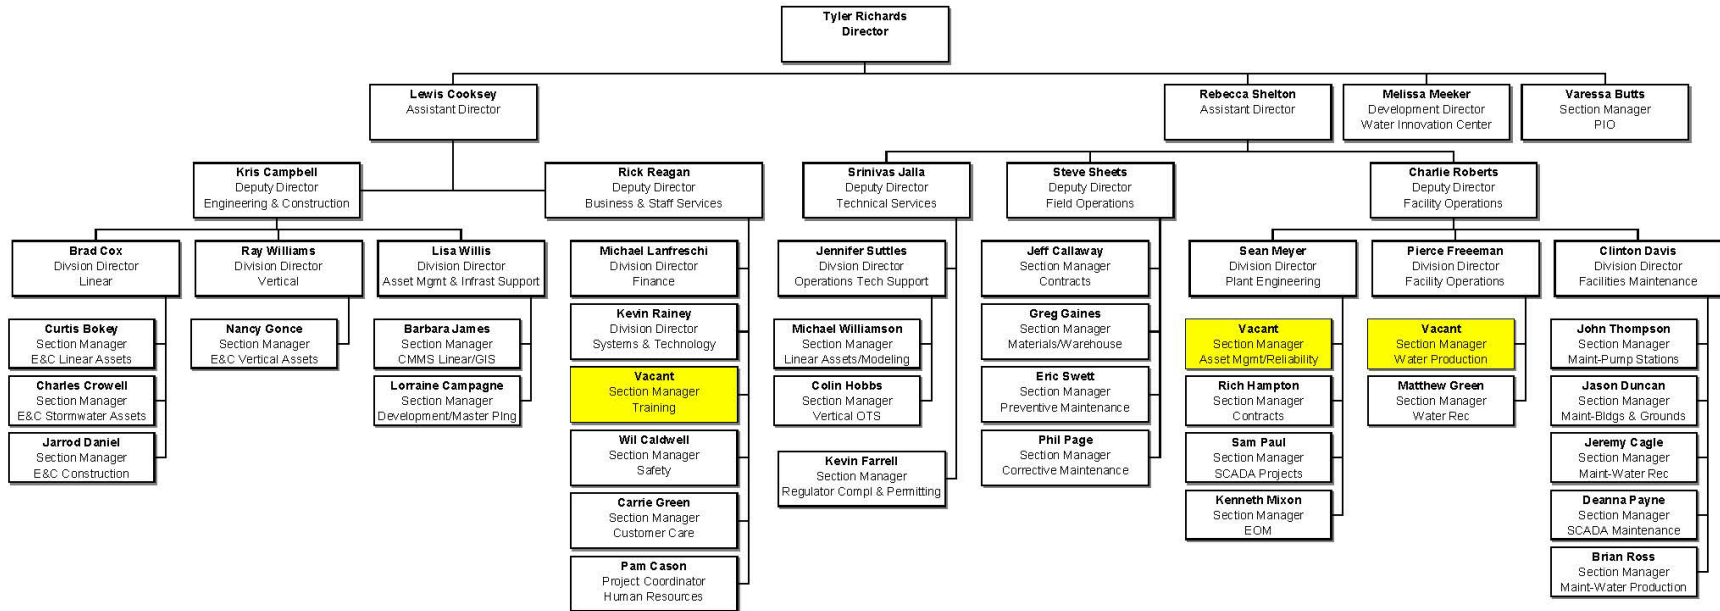 Tyler Richards
Director
Lewis Cooksey
Assistant Director
Rebecca Shelton
Assistant Director
Melissa Meeker
Development Director
Water Innovation Center
Varessa Butts
Section Manager
PIO
Kris Campbell
Deputy Director
Engineering & Construction
Rick Reagan
Deputy Director
Business & Staff Services
Srinivas Jalla
Deputy Director
Technical Services
Steve Sheets
Deputy Director
Field Operations
Charlie Roberts
Deputy Director
Facility Operations
Brad Cox
Divsion Director
Linear
Ray Williams
Division Director
Vertical
Lisa Willis
Division Director
Asset Mgmt & Infrast Support
Michael Lanfreschi
Division Director
Finance
Jennifer Suttles
Division Director
Operations Tech Support
Jeff Callaway
Section Manager
Contracts
Sean Meyer
Division Director
Plant Engineering
Pierce Freeeman
Division Director
Facility Operations
Clinton Davis
Division Director
Facilities Maintenance
Curtis Bokey
Section Manager
E&C Linear Assets
Nancy Gonce
Section Manager
E&C Vertical Assets
Barbara James
Section Manager
CMMS Linear/GIS
Kevin Rainey
Division Director
Systems & Technology
Michael Williamson
Section Manager
Linear Assets/Modeling
Greg Gaines
Section Manager
Materials/Warehouse
Vacant
Section Manager
Asset Mgmt/Reliability
Vacant
Section Manager
Water Production
John Thompson
Section Manager
Maint-Pump Stations
Charles Crowell
Section Manager
E&C Stormwater Assets
Lorraine Campagne
Section Manager
Development/Master Plng
Vacant
Section Manager
Training
Colin Hobbs
Section Manager
Vertical OTS
Eric Swett
Section Manager
Preventive Maintenance
Rich Hampton
Section Manager
Contracts
Matthew Green
Section Manager
Water Rec
Jason Duncan
Section Manager
Maint-Bldgs & Grounds
Jarrod Daniel
Section Manager
E&C Construction
Wil Caldwell
Section Manager
Safety
Kevin Farrell
Section Manager
Regulator Compl & Permitting
Phil Page
Section Manager
Corrective Maintenance
Sam Paul
Section Manager
SCADA Projects
Jeremy Cagle
Section Manager
Maint-Water Rec
Carrie Green
Section Manager
Customer Care
Kenneth Mixon
Section Manager
EOM
Deanna Payne
Section Manager
SCADA Maintenance
Pam Cason
Project Coordinator
Human Resources
Brian Ross
Section Manager
Maint-Water Production